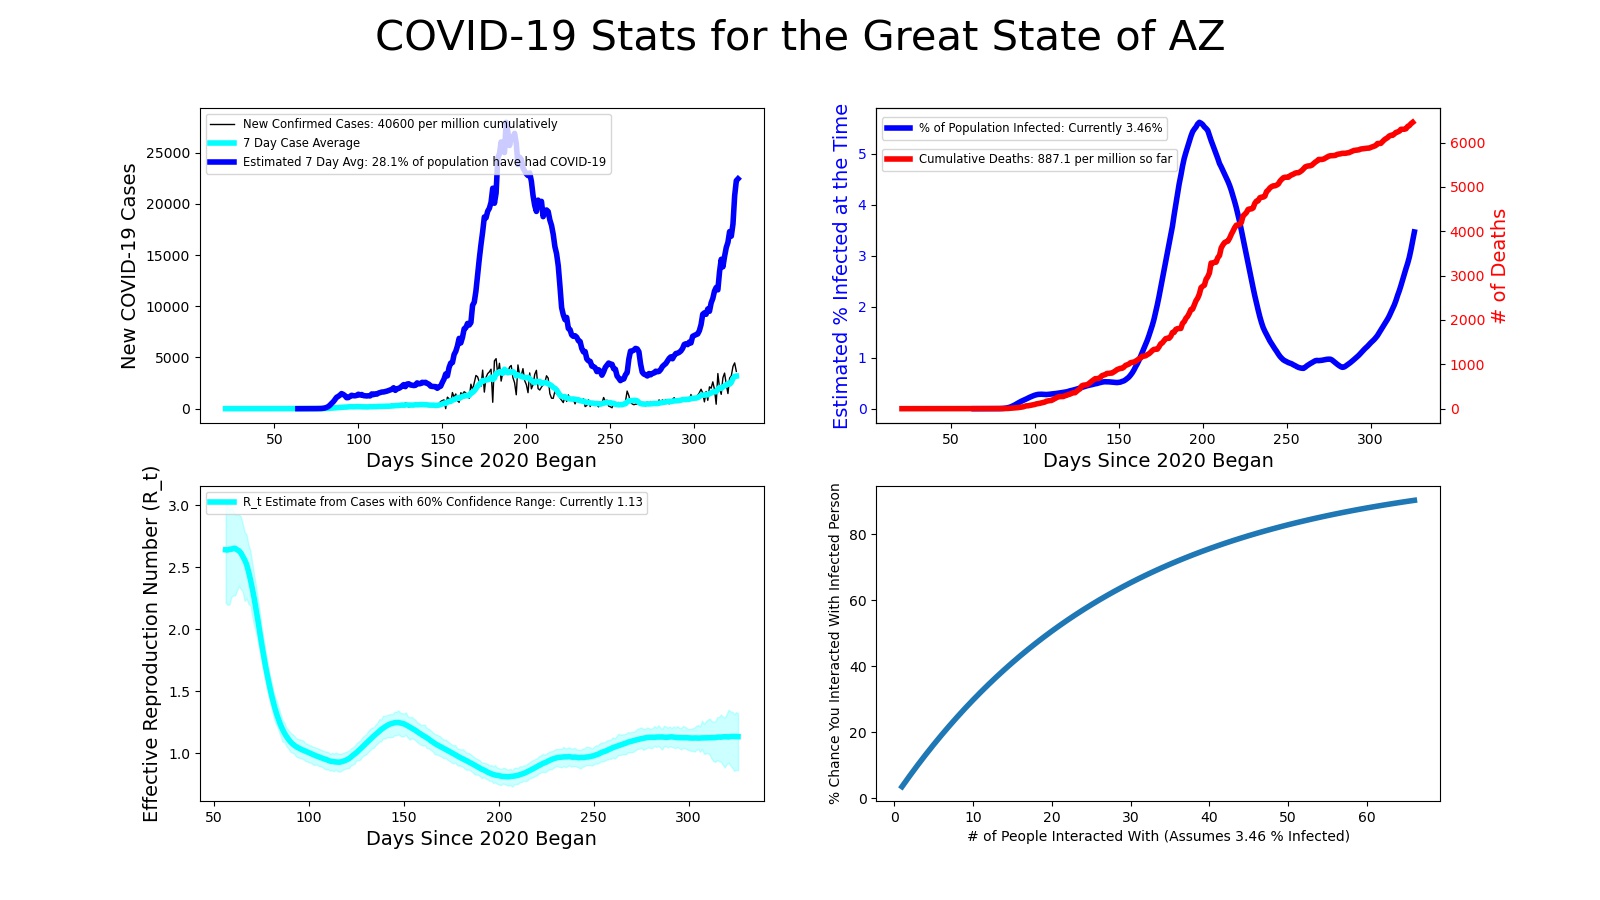 COVID-19 Stats for the Great State of AZ
New COVID-19 Cases
25000
20000
15000
10000
5000
0
New Confirmed Cases: 40600 per million cumulatively
7 Day Case Average
Estimated 7 Day Avg: 28.1% of population have had COVID-19
50 100 150 200 250 300
Days Since 2020 Began
Estimated % Infected at the Time
5
4
3
2
1
0
% of Population Infected: Currently 3.46%
Cumulative Deaths: 887.1 per million so far
6000
5000
4000
3000
2000
1000
0
# of Deaths
50 100 150 200 250 300
Days Since 2020 Began
Effective Reproduction Number (R_t)
3.0
2.5
2.0
1.5
1.0
R_t Estimate from Cases with 60% Confidence Range: Currently 1.13
50 100 150 200 250 300
Days Since 2020 Began
% Chance You Interacted With Infected Person
80
60
40
20
0
0 10 20 30 40 50 60
# of People Interacted With (Assumes 3.46 % Infected)